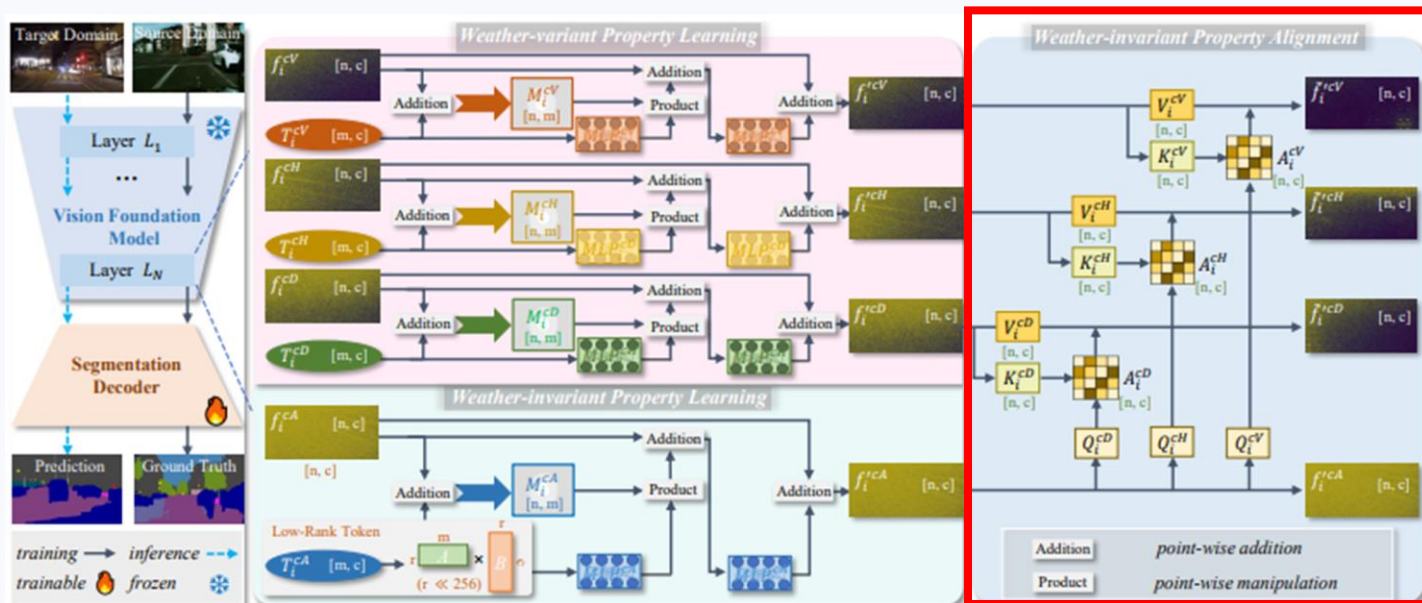 Target Domain
Source Domain
Layer L₁
...
Vision Foundation
Model
Layer L_N
Segmentation
Decoder
Prediction
Ground Truth
training
inference
trainable
frozen
Weather-variant Property Learning
f_i^{cV} [n, c]
Addition
M_i^{cV}
[n, m]
Addition
Product
Addition
f_i'^{cV} [n, c]
T_i^{cV} [m, c]
f_i^{cH} [n, c]
Addition
M_i^{cH}
[n, m]
Addition
Product
Addition
f_i'^{cH} [n, c]
T_i^{cH} [m, c]
f_i^{cD} [n, c]
Addition
M_i^{cD}
[n, m]
Addition
Product
Addition
f_i'^{cD} [n, c]
T_i^{cD} [m, c]
Weather-invariant Property Learning
f_i^{cA} [n, c]
[n, c]
Addition
M_i^{cA}
[n, m]
Addition
Product
Addition
f_i'^{cA} [n, c]
Low-Rank Token
T_i^{cA} [m, c]
m
r
A
×
r
B
c
(r ≪ 256)
Weather-invariant Property Alignment
V_i^{cV}
[n, c]
K_i^{cV}
[n, c]
A_i^{cV}
[n, c]
f̃_i'^{cV} [n, c]
V_i^{cH}
[n, c]
K_i^{cH}
[n, c]
A_i^{cH}
[n, c]
f̃_i'^{cH} [n, c]
V_i^{cD}
[n, c]
K_i^{cD}
[n, c]
A_i^{cD}
[n, c]
f̃_i'^{cD} [n, c]
Q_i^{cD}
Q_i^{cH}
Q_i^{cV}
f_i'^{cA} [n, c]
Addition point-wise addition
Product point-wise manipulation